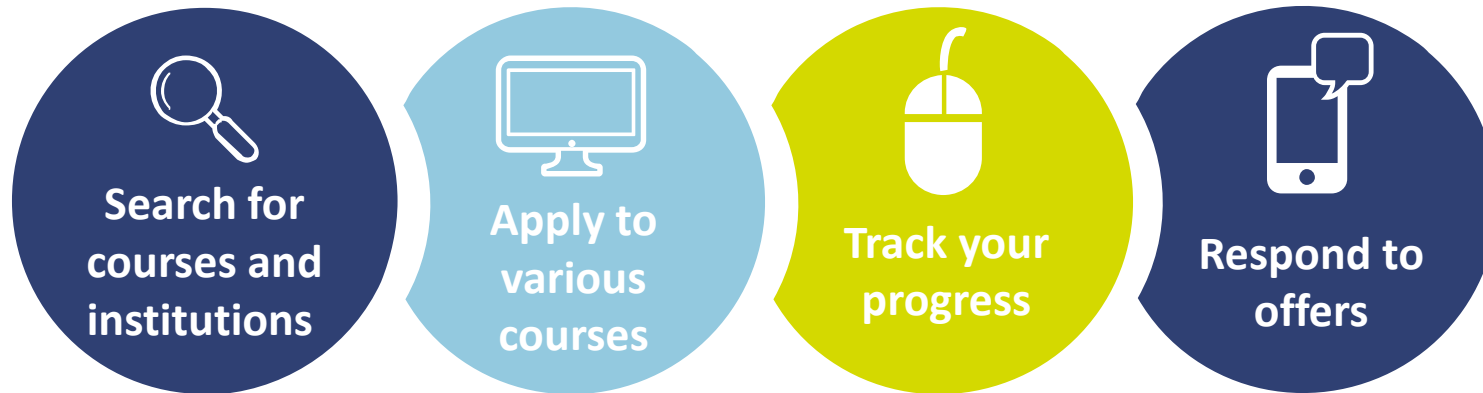 Search for
courses and
institutions
Apply to
various
courses
Track your
progress
Respond to
offers